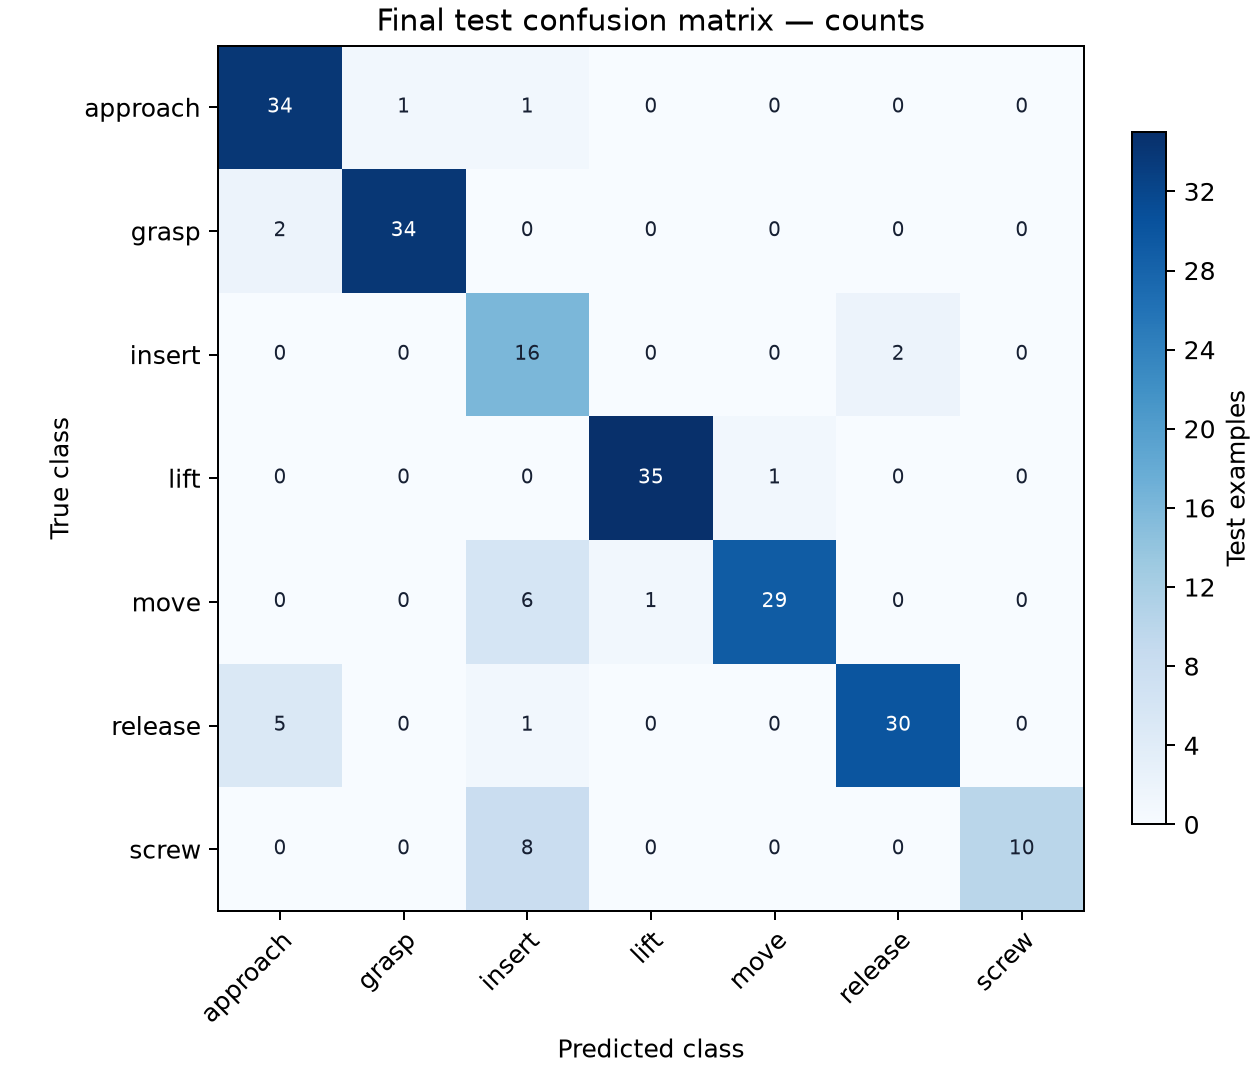 Final test confusion matrix — counts
approach 34 1 1 0 0 0 0
grasp 2 34 0 0 0 0 0
insert 0 0 16 0 0 2 0
lift 0 0 0 35 1 0 0
move 0 0 6 1 29 0 0
release 5 0 1 0 0 30 0
screw 0 0 8 0 0 0 10
approach grasp insert lift move release screw
Predicted class
True class
32
28
24
20
16
12
8
4
0
Test examples